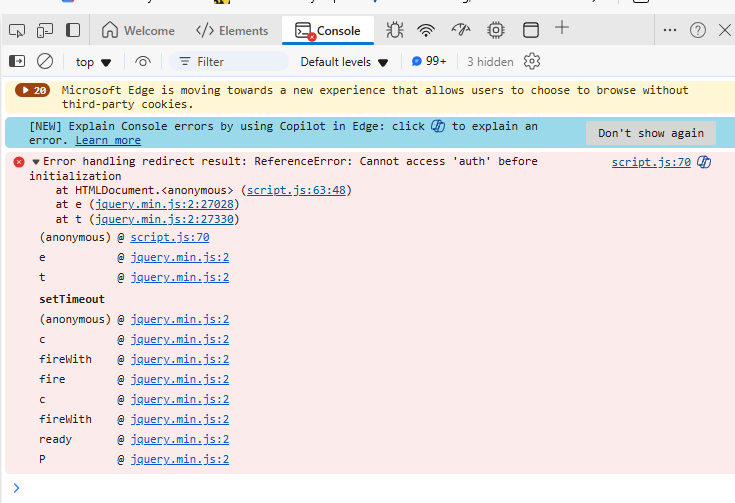 Welcome Elements Console
top Filter Default levels 99+ 3 hidden
20 Microsoft Edge is moving towards a new experience that allows users to choose to browse without
third-party cookies.
[NEW] Explain Console errors by using Copilot in Edge: click to explain an
error. Learn more
Don't show again
Error handling redirect result: ReferenceError: Cannot access 'auth' before script.js:70
initialization
at HTMLDocument.<anonymous> (script.js:63:48)
at e (jquery.min.js:2:27028)
at t (jquery.min.js:2:27330)
(anonymous) @ script.js:70
e @ jquery.min.js:2
t @ jquery.min.js:2
setTimeout
(anonymous) @ jquery.min.js:2
c @ jquery.min.js:2
fireWith @ jquery.min.js:2
fire @ jquery.min.js:2
c @ jquery.min.js:2
fireWith @ jquery.min.js:2
ready @ jquery.min.js:2
P @ jquery.min.js:2